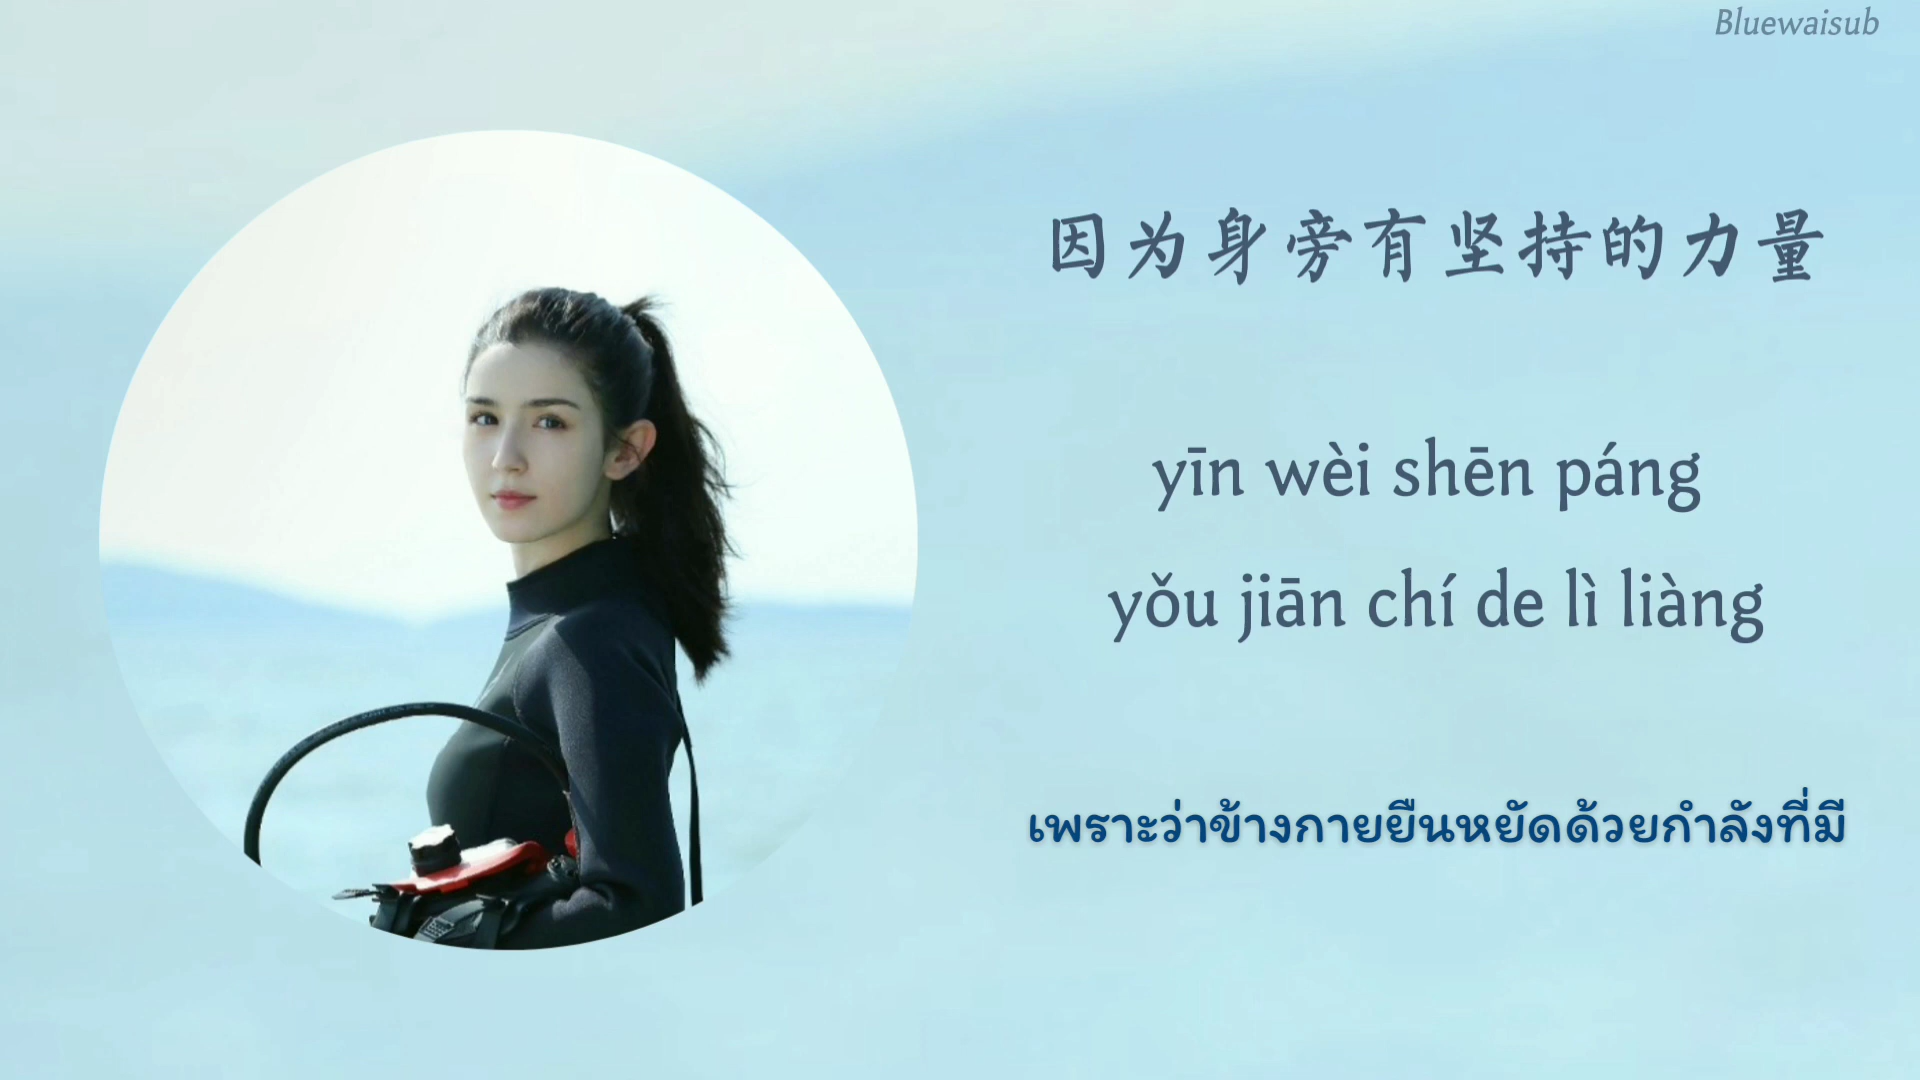 Bluewaisub
因为身旁有坚持的力量
yīn wèi shēn páng
yǒu jiān chí de lì liàng
เพราะว่าข้างกายยืนหยัดด้วยกำลังที่มี